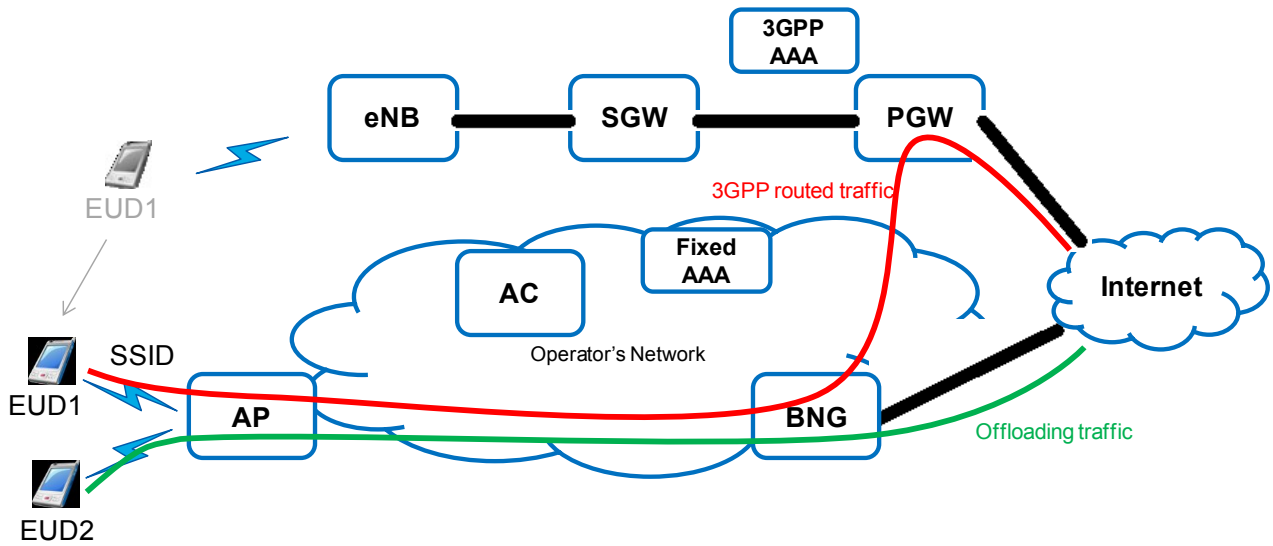 3GPP
AAA
eNB
SGW
PGW
EUD1
3GPP routed traffic
Fixed
AAA
AC
Internet
Operator's Network
SSID
EUD1
AP
BNG
Offloading traffic
EUD2